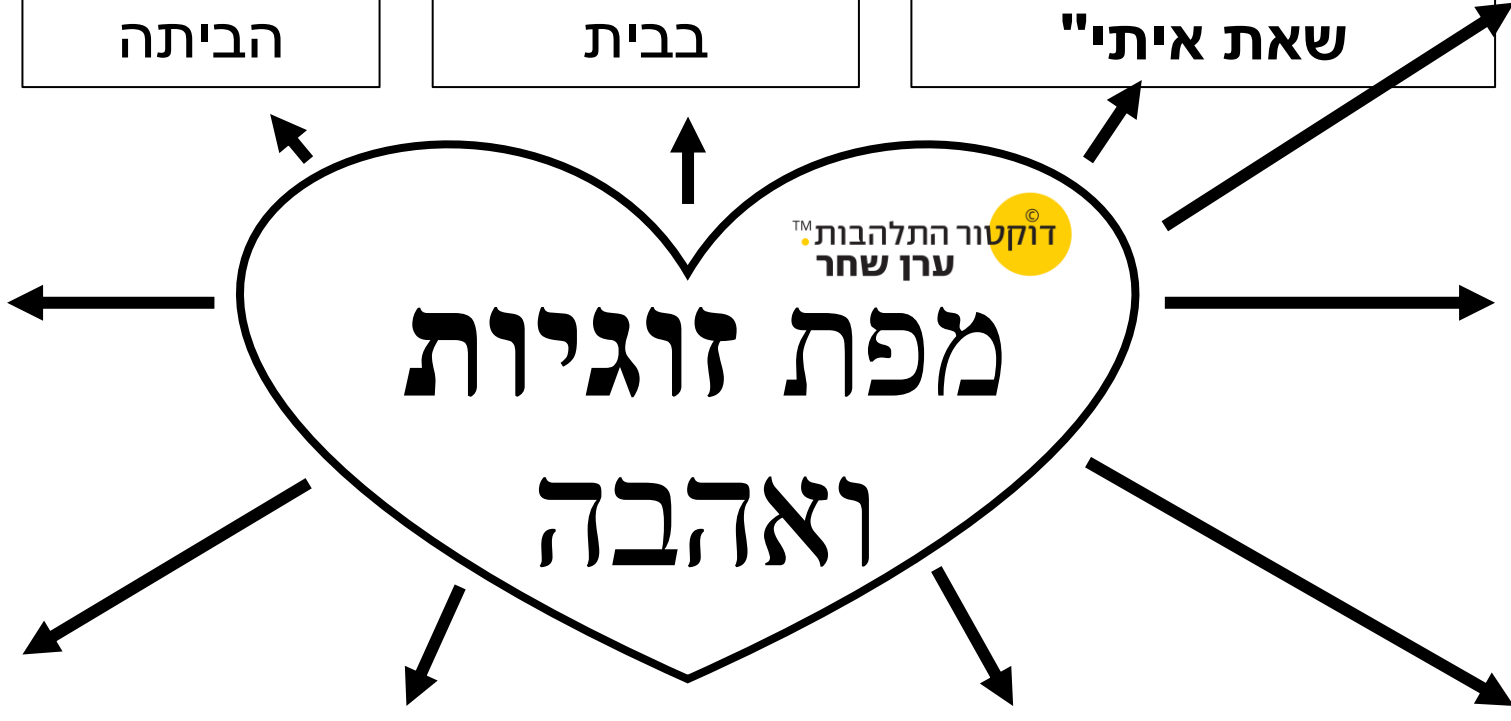 שאת איתי"
בבית
הביתה
©
דוקטור התלהבות™
ערן שחר
מפת זוגיות
ואהבה